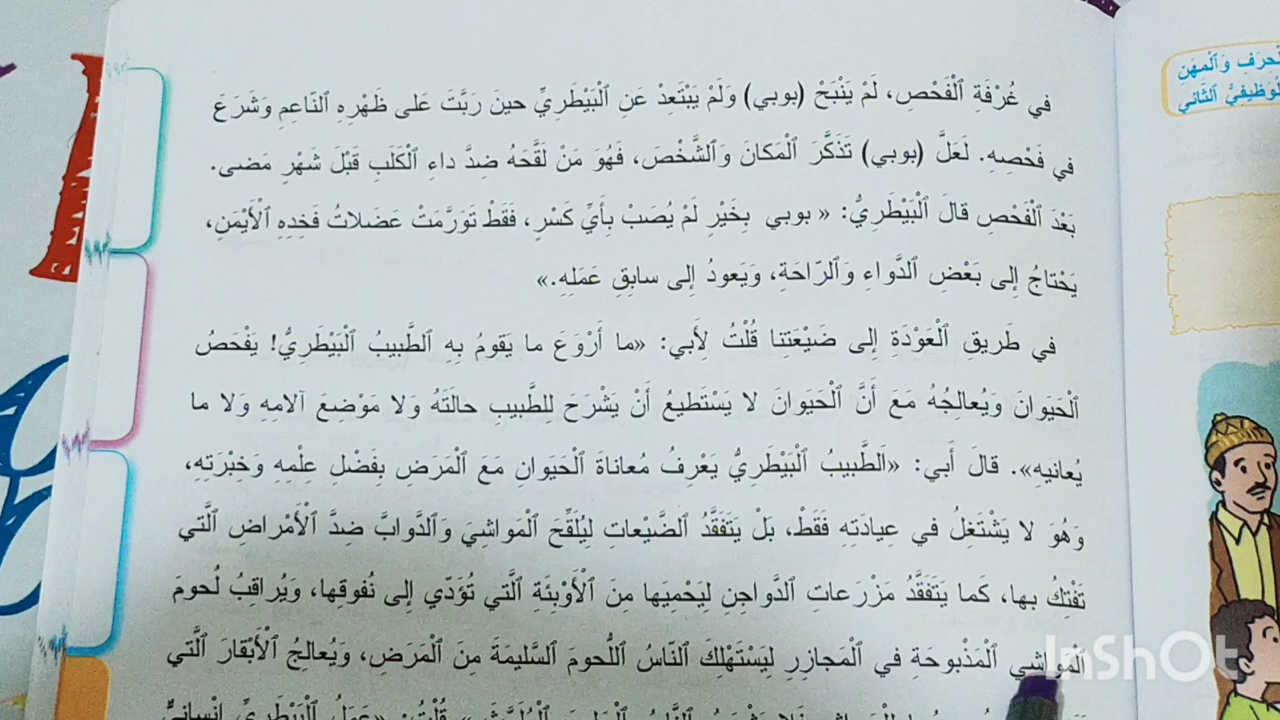 في غُرْفَةِ ٱلْفَحْصِ، لَمْ يَنْبَحْ (بوبي) وَلَمْ يَبْتَعِدْ عَنِ ٱلْبَيْطَرِيِّ حينَ رَبَّتَ عَلى ظَهْرِهِ ٱلنّاعِمِ وَشَرَعَ
في فَحْصِهِ. لَعَلَّ (بوبي) تَذَكَّرَ ٱلْمَكانَ وَٱلشَّخْصَ، فَهُوَ مَنْ لَقَّحَهُ ضِدَّ داءِ ٱلْكَلَبِ قَبْلَ شَهْرٍ مَضى.
بَعْدَ ٱلْفَحْصِ قالَ ٱلْبَيْطَرِيُّ: « بوبي بِخَيْرٍ لَمْ يُصَبْ بِأَيِّ كَسْرٍ، فَقَطْ تَوَرَّمَتْ عَضَلاتُ فَخِدِهِ ٱلْأَيْمَنِ،
يَحْتاجُ إِلى بَعْضِ ٱلدَّواءِ وَٱلرّاحَةِ، وَيَعودُ إِلى سابِقِ عَمَلِهِ.»
في طَريقِ ٱلْعَوْدَةِ إِلى ضَيْعَتِنا قُلْتُ لِأَبي: «ما أَرْوَعَ ما يَقومُ بِهِ ٱلطَّبيبُ ٱلْبَيْطَرِيُّ! يَفْحَصُ
ٱلْحَيَوانَ وَيُعالِجُهُ مَعَ أَنَّ ٱلْحَيَوانَ لا يَسْتَطيعُ أَنْ يَشْرَحَ لِلطَّبيبِ حالَتَهُ وَلا مَوْضِعَ آلامِهِ وَلا ما
يُعانيهِ». قالَ أَبي: «اَلطَّبيبُ ٱلْبَيْطَرِيُّ يَعْرِفُ مُعاناةَ ٱلْحَيَوانِ مَعَ ٱلْمَرَضِ بِفَضْلِ عِلْمِهِ وَخِبْرَتِهِ،
وَهُوَ لا يَشْتَغِلُ في عِيادَتِهِ فَقَطْ، بَلْ يَتَفَقَّدُ ٱلضَّيْعاتِ لِيُلَقِّحَ ٱلْمَواشِيَ وَٱلدَّوابَّ ضِدَّ ٱلْأَمْراضِ ٱلَّتي
تَفْتِكُ بِها، كَما يَتَفَقَّدُ مَزْرَعاتِ ٱلدَّواجِنِ لِيَحْمِيَها مِنَ ٱلْأَوْبِئَةِ ٱلَّتي تُؤَدّي إِلى نُفوقِها، وَيُراقِبُ لُحومَ
ٱلْمَواشي ٱلْمَذْبوحَةِ في ٱلْمَجازِرِ لِيَسْتَهْلِكَ ٱلنّاسُ ٱللُّحومَ ٱلسَّليمَةَ مِنَ ٱلْمَرَضِ، وَيُعالِجُ ٱلْأَبْقارَ ٱلَّتي
قُلْتُ: «عَمَلُ ٱلْبَيْطَرِيِّ إِنْسانِيٌّ
ٱلْحِرَفِ وَٱلْمِهَنِ
ٱلثّاني
InShOt